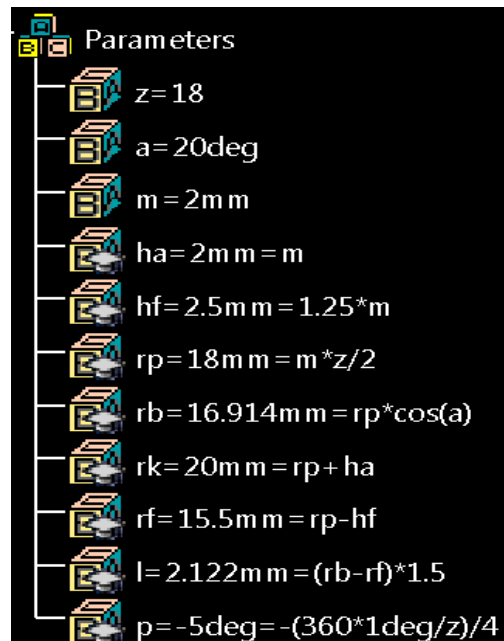 Parameters
z=18
a=20deg
m=2mm
ha=2mm=m
hf=2.5mm=1.25*m
rp=18mm=m*z/2
rb=16.914mm=rp*cos(a)
rk=20mm=rp+ha
rf=15.5mm=rp-hf
l=2.122mm=(rb-rf)*1.5
p=-5deg=-(360*1deg/z)/4